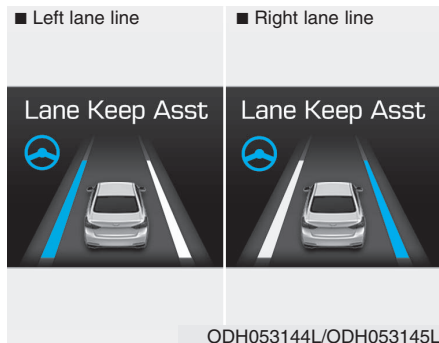 ■ Left lane line
■ Right lane line
Lane Keep Asst
Lane Keep Asst
ODH053144L/ODH053145L